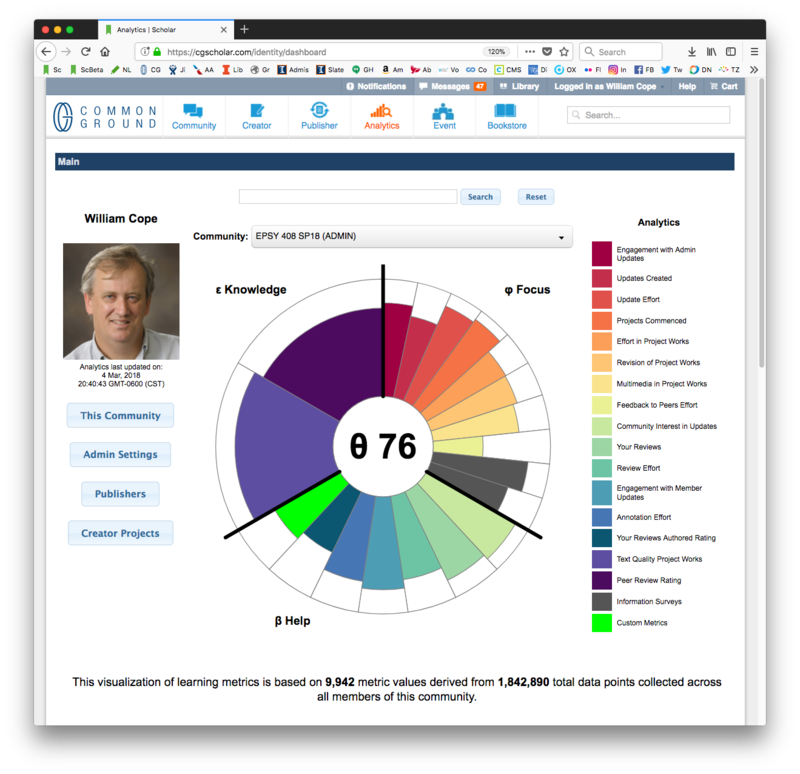 Analytics | Scholar
https://cgscholar.com/identity/dashboard
120%
Search
Sc
ScBeta
NL
CG
Ji
AA
Lib
Gr
Admis
Slate
GH
Am
Ab
Vo
Co
CMS
Di
OX
Fl
In
FB
Tw
DN
TZ
Notifications
Messages 47
Library
Logged in as William Cope
Help
Cart
COMMON
GROUND
Community
Creator
Publisher
Analytics
Event
Bookstore
Search...
Main
Search
Reset
William Cope
Analytics last updated on:
4 Mar, 2018
20:40:43 GMT-0600 (CST)
This Community
Admin Settings
Publishers
Creator Projects
Community: EPSY 408 SP18 (ADMIN)
ε Knowledge
φ Focus
θ 76
β Help
Analytics
Engagement with Admin
Updates
Updates Created
Update Effort
Projects Commenced
Effort in Project Works
Revision of Project Works
Multimedia in Project Works
Feedback to Peers Effort
Community Interest in Updates
Your Reviews
Review Effort
Engagement with Member
Updates
Annotation Effort
Your Reviews Authored Rating
Text Quality Project Works
Peer Review Rating
Information Surveys
Custom Metrics
This visualization of learning metrics is based on 9,942 metric values derived from 1,842,890 total data points collected across
all members of this community.